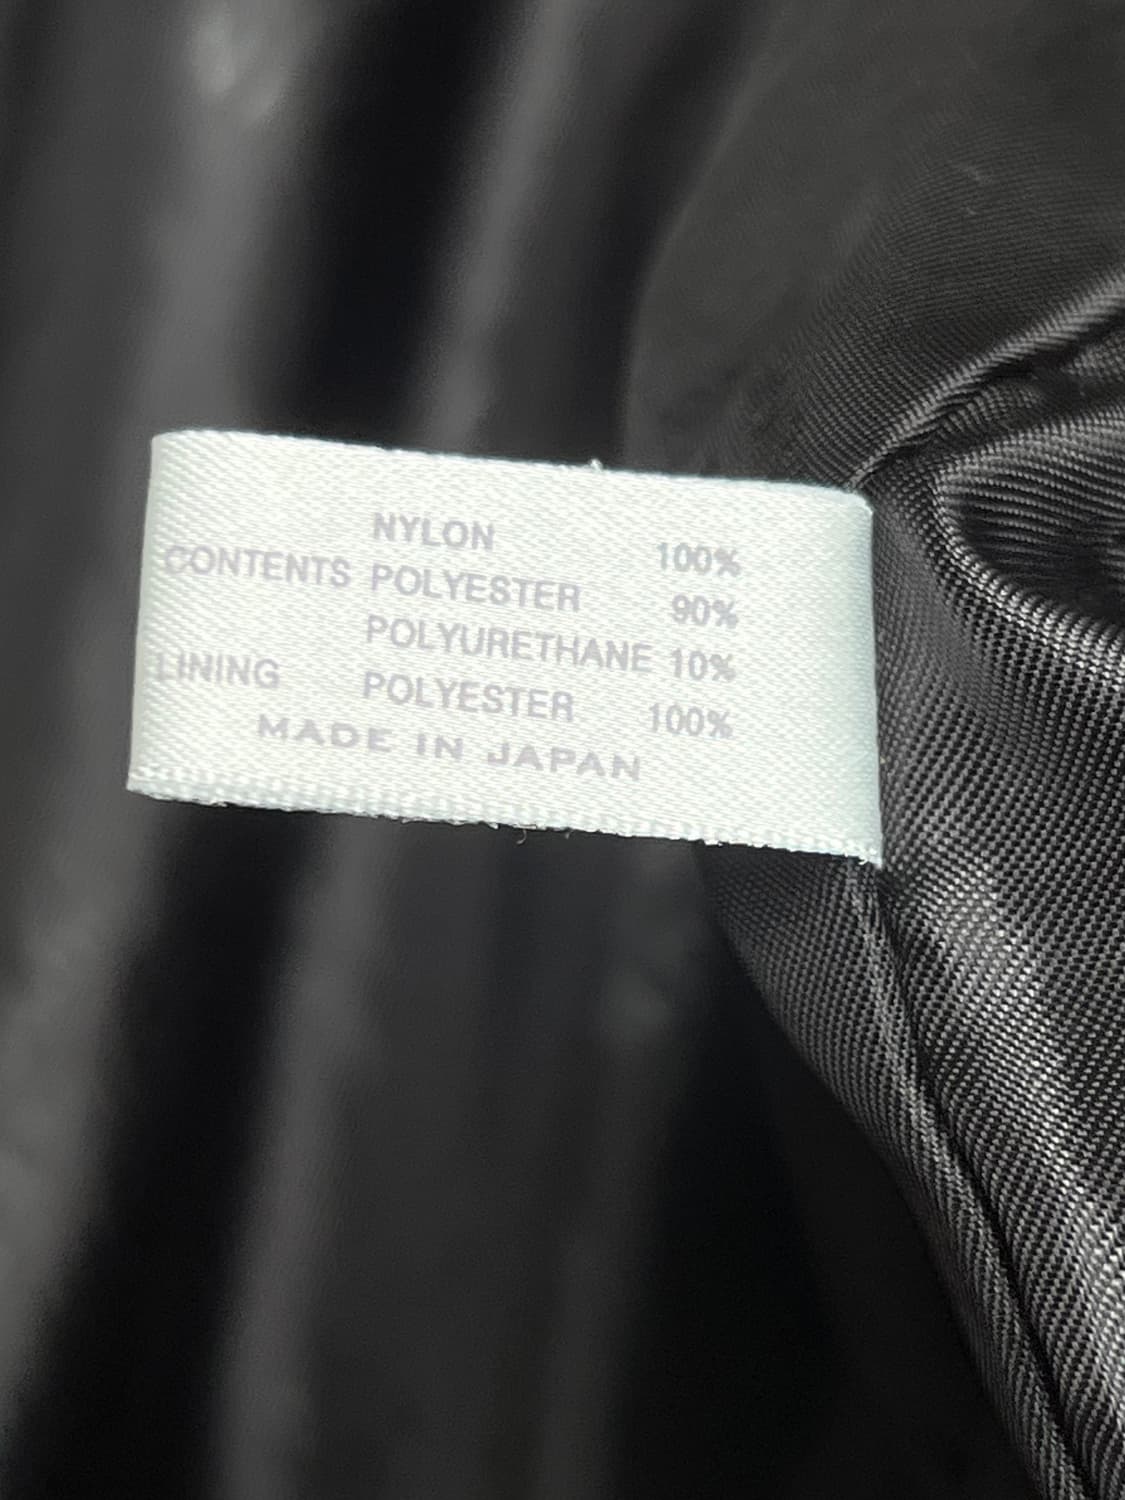 NYLON 100%
CONTENTS POLYESTER 90%
POLYURETHANE 10%
LINING POLYESTER 100%
MADE IN JAPAN